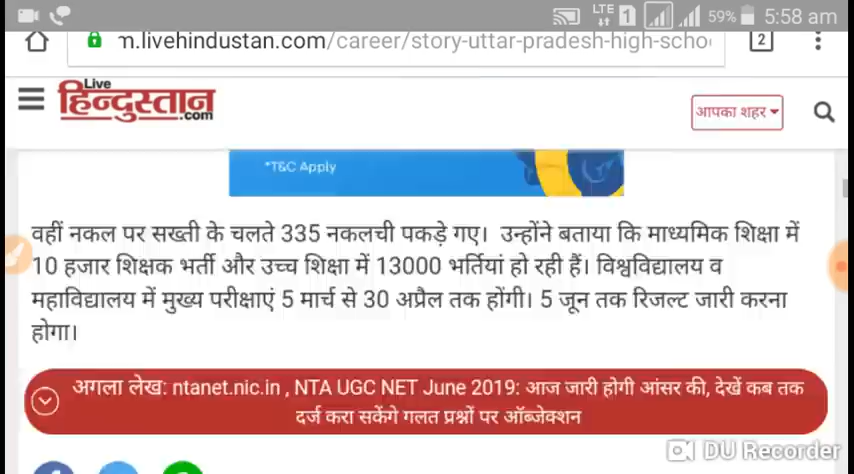 LTE 1 59% 5:58 am
m.livehindustan.com/career/story-uttar-pradesh-high-scho 2
Live
हिन्दुस्तान
.com
आपका शहर
*T&C Apply
वहीं नकल पर सख्ती के चलते 335 नकलची पकड़े गए। उन्होंने बताया कि माध्यमिक शिक्षा में
10 हजार शिक्षक भर्ती और उच्च शिक्षा में 13000 भर्तियां हो रही हैं। विश्वविद्यालय व
महाविद्यालय में मुख्य परीक्षाएं 5 मार्च से 30 अप्रैल तक होंगी। 5 जून तक रिजल्ट जारी करना
होगा।
अगला लेख: ntanet.nic.in , NTA UGC NET June 2019: आज जारी होगी आंसर की, देखें कब तक
दर्ज करा सकेंगे गलत प्रश्नों पर ऑब्जेक्शन
DU Recorder